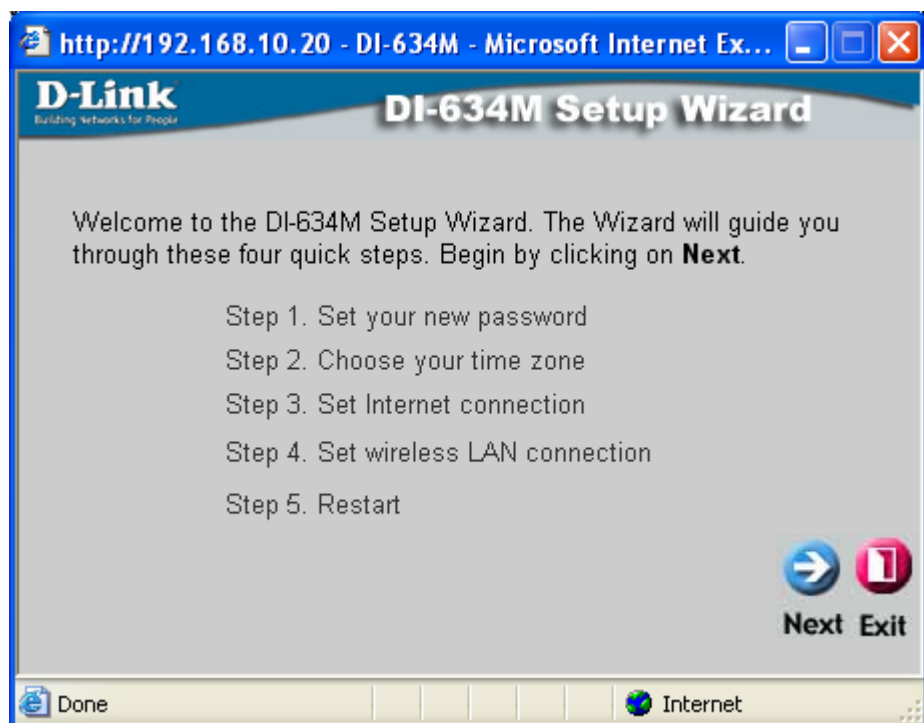 http://192.168.10.20 - DI-634M - Microsoft Internet Ex...
D-Link
Building Networks for People
DI-634M Setup Wizard
Welcome to the DI-634M Setup Wizard. The Wizard will guide you
through these four quick steps. Begin by clicking on Next.
Step 1. Set your new password
Step 2. Choose your time zone
Step 3. Set Internet connection
Step 4. Set wireless LAN connection
Step 5. Restart
Next Exit
Done Internet